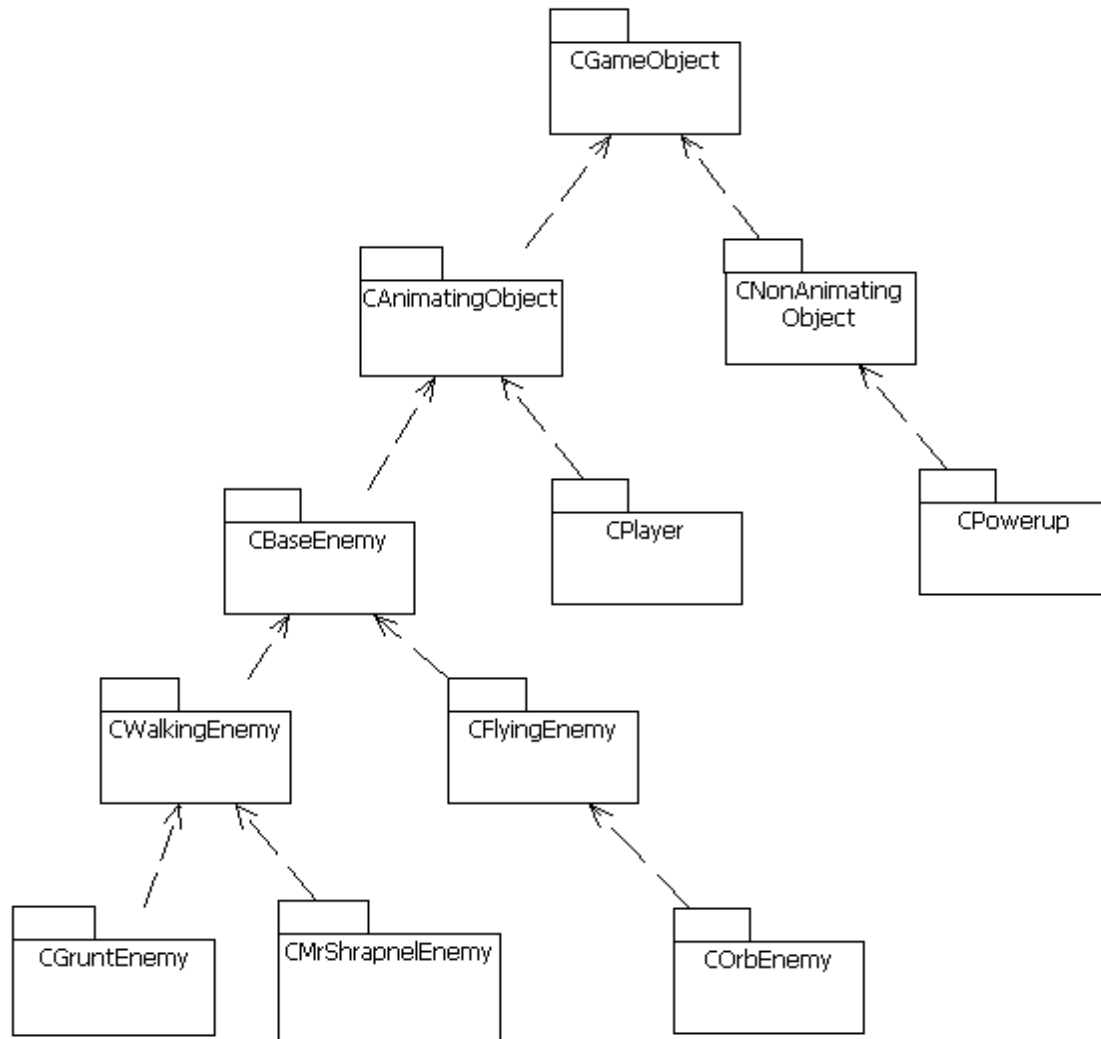 CGameObject
CAnimatingObject
CNonAnimating
Object
CBaseEnemy
CPlayer
CPowerup
CWalkingEnemy
CFlyingEnemy
CGruntEnemy
CMrShrapnelEnemy
COrbEnemy